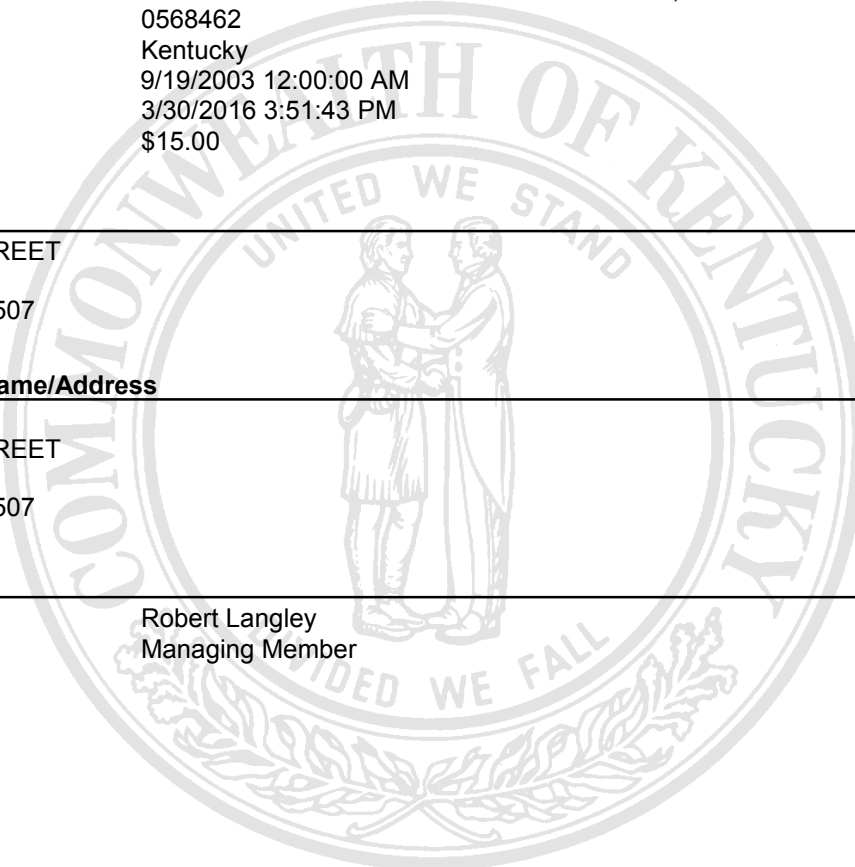 0568462
Kentucky
9/19/2003 12:00:00 AM
3/30/2016 3:51:43 PM
$15.00
COMMONWEALTH OF KENTUCKY
UNITED WE STAND
REET
507
ame/Address
REET
507
Robert Langley
Managing Member
DIVIDED WE FALL